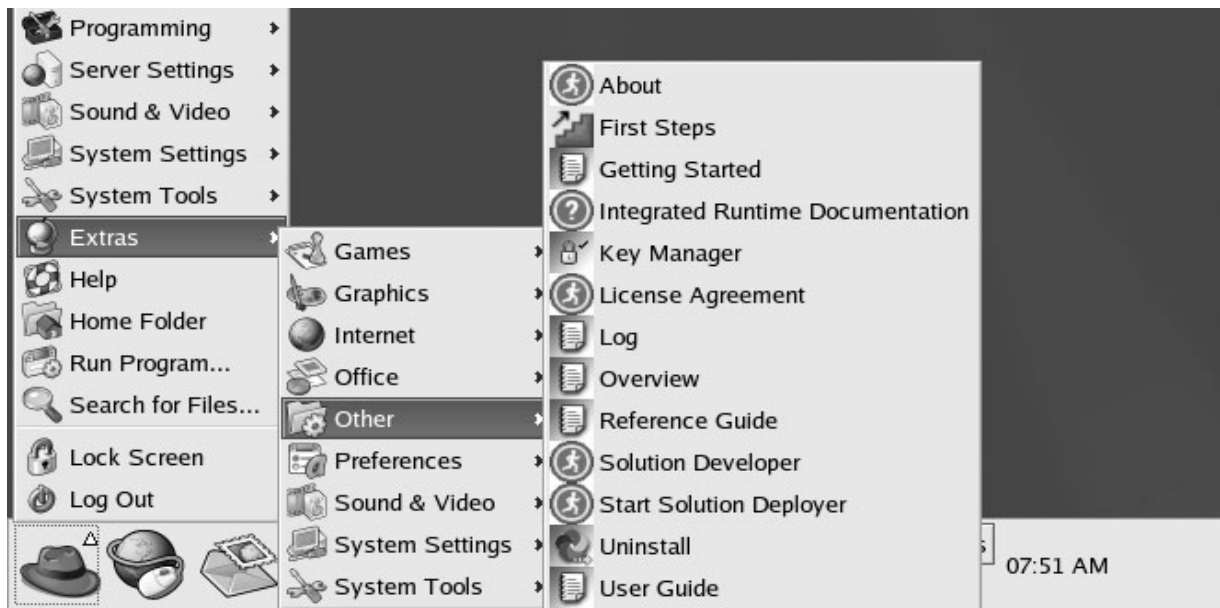 Programming
Server Settings
Sound & Video
System Settings
System Tools
Extras
Help
Home Folder
Run Program...
Search for Files...
Lock Screen
Log Out
Games
Graphics
Internet
Office
Other
Preferences
Sound & Video
System Settings
System Tools
About
First Steps
Getting Started
Integrated Runtime Documentation
Key Manager
License Agreement
Log
Overview
Reference Guide
Solution Developer
Start Solution Deployer
Uninstall
User Guide
07:51 AM